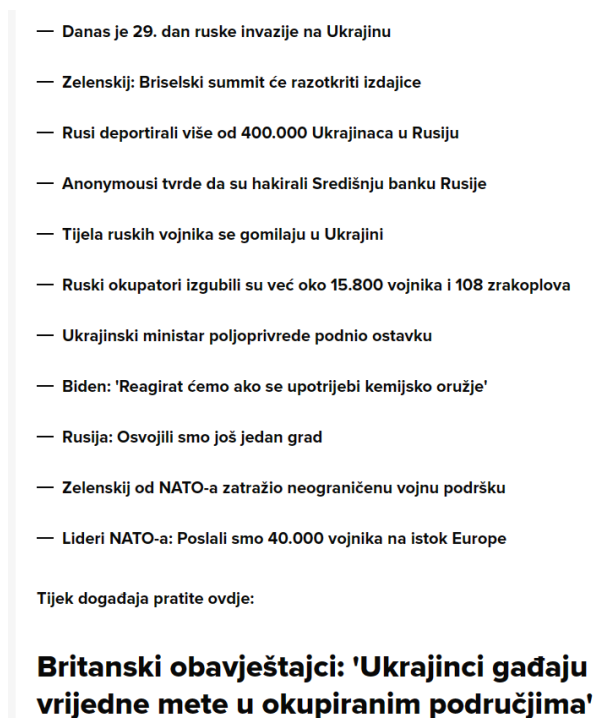 — Danas je 29. dan ruske invazije na Ukrajinu
— Zelenskij: Briselski summit će razotkriti izdajice
— Rusi deportirali više od 400.000 Ukrajinaca u Rusiju
— Anonymousi tvrde da su hakirali Središnju banku Rusije
— Tijela ruskih vojnika se gomilaju u Ukrajini
— Ruski okupatori izgubili su već oko 15.800 vojnika i 108 zrakoplova
— Ukrajinski ministar poljoprivrede podnio ostavku
— Biden: 'Reagirat ćemo ako se upotrijebi kemijsko oružje'
— Rusija: Osvojili smo još jedan grad
— Zelenskij od NATO-a zatražio neograničenu vojnu podršku
— Lideri NATO-a: Poslali smo 40.000 vojnika na istok Europe
Tijek događaja pratite ovdje:
Britanski obavještajci: 'Ukrajinci gađaju
vrijedne mete u okupiranim područjima'